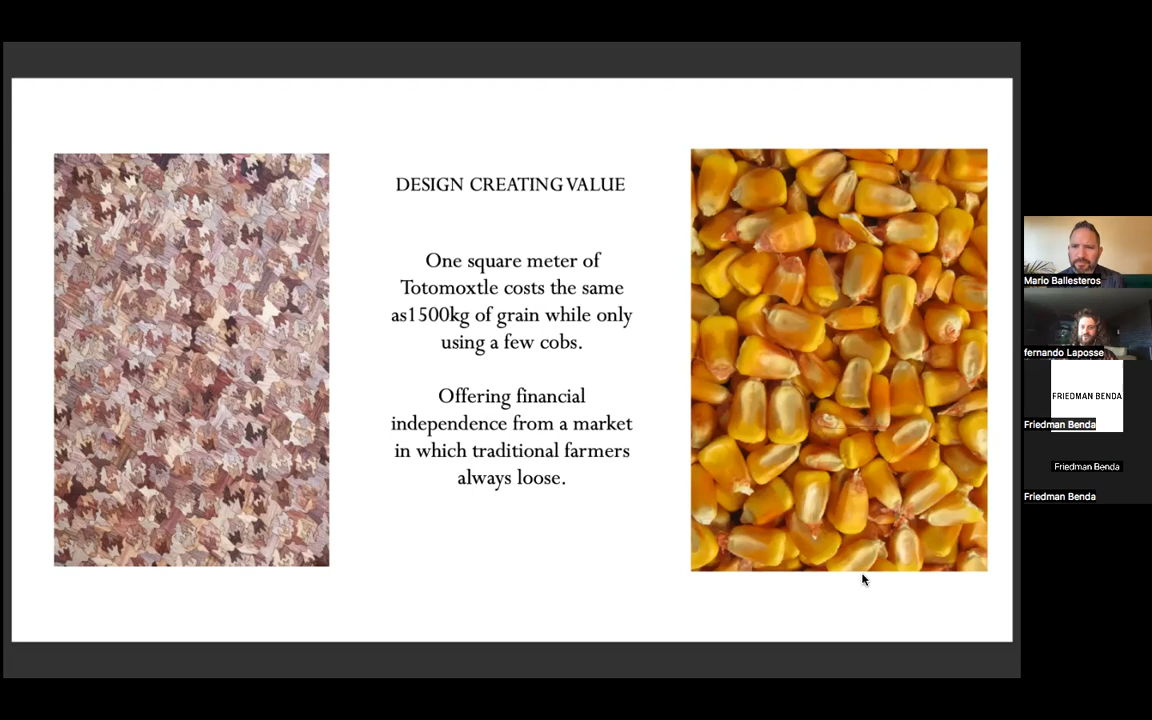 DESIGN CREATING VALUE
One square meter of
Totomoxtle costs the same
as1500kg of grain while only
using a few cobs.
Offering financial
independence from a market
in which traditional farmers
always loose.
Mario Ballesteros
fernando Laposse
FRIEDMAN BENDA
Friedman Benda
Friedman Benda
Friedman Benda